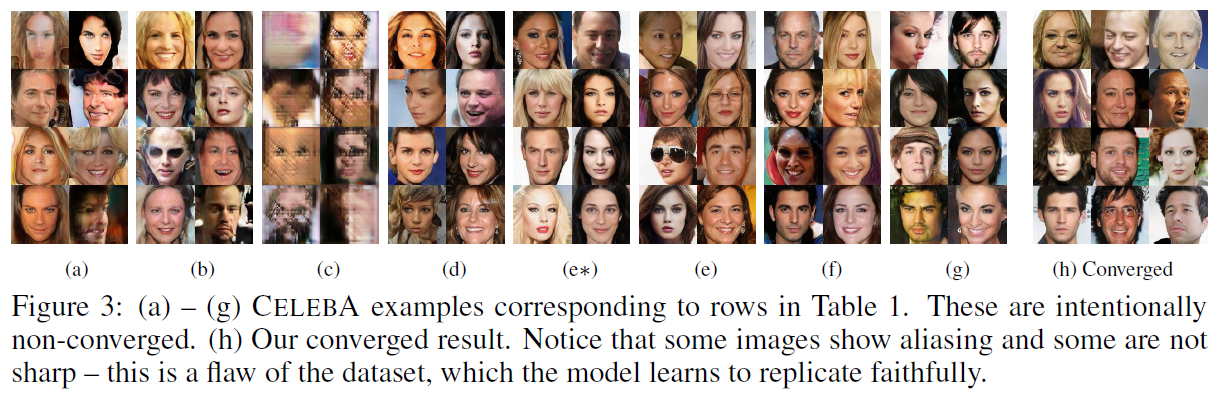 (a) (b) (c) (d) (e∗) (e) (f) (g) (h) Converged
Figure 3: (a) – (g) CELEBA examples corresponding to rows in Table 1. These are intentionally
non-converged. (h) Our converged result. Notice that some images show aliasing and some are not
sharp – this is a flaw of the dataset, which the model learns to replicate faithfully.